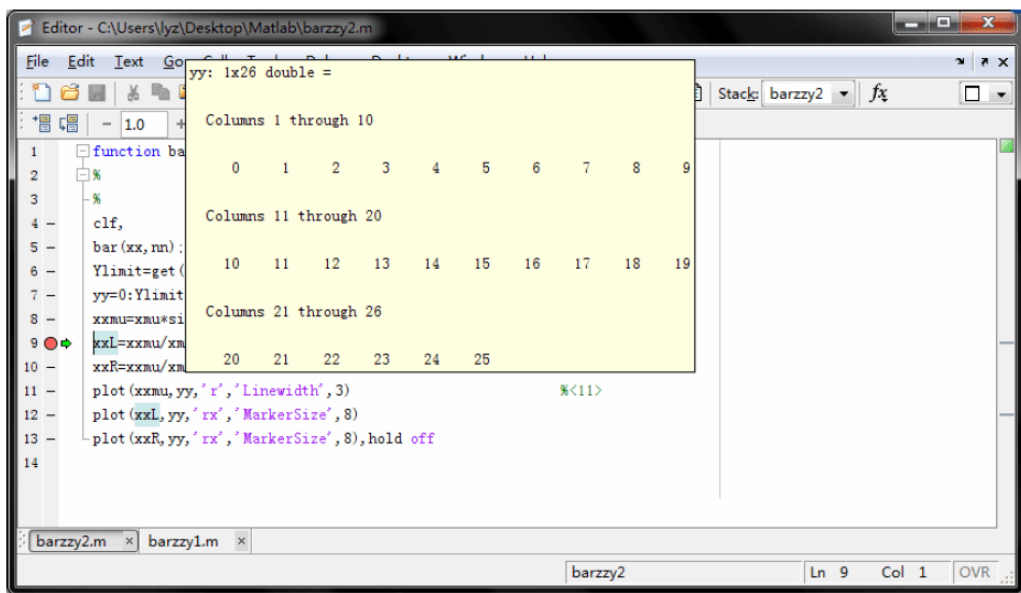 Editor - C:\Users\lyz\Desktop\Matlab\barzzy2.m
File Edit Text Go
Stack: barzzy2 fx
1.0
yy: 1x26 double =
Columns 1 through 10
0 1 2 3 4 5 6 7 8 9
Columns 11 through 20
10 11 12 13 14 15 16 17 18 19
Columns 21 through 26
20 21 22 23 24 25
1 function ba
2 %
3 %
4 clf,
5 bar(xx,nn);
6 Ylimit=get(
7 yy=0:Ylimit
8 xxmu=xmu*si
9 xxL=xxmu/xm
10 xxR=xxmu/xm
11 plot(xxmu,yy,'r','Linewidth',3) %<11>
12 plot(xxL,yy,'rx','MarkerSize',8)
13 plot(xxR,yy,'rx','MarkerSize',8),hold off
14
barzzy2.m × barzzy1.m ×
barzzy2 Ln 9 Col 1 OVR